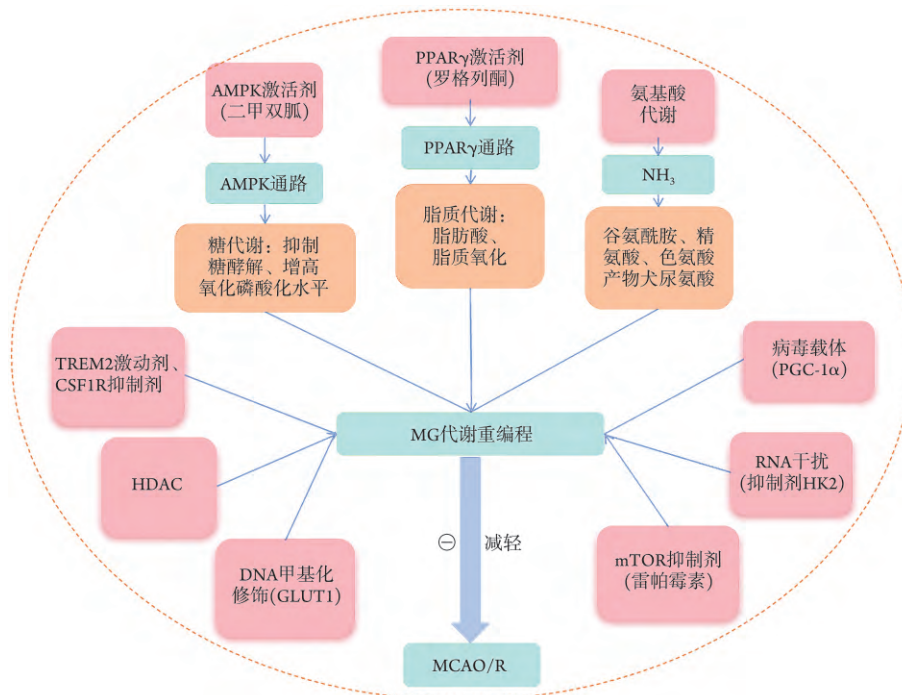 AMPK激活剂
(二甲双胍)
PPARγ激活剂
(罗格列酮)
氨基酸
代谢
AMPK通路
PPARγ通路
NH₃
糖代谢：抑制
糖酵解、增高
氧化磷酸化水平
脂质代谢：
脂肪酸、
脂质氧化
谷氨酰胺、精
氨酸、色氨酸
产物犬尿氨酸
TREM2激动剂、
CSF1R抑制剂
病毒载体
(PGC-1α)
MG代谢重编程
HDAC
RNA干扰
(抑制剂HK2)
DNA甲基化
修饰(GLUT1)
⊖ 减轻
mTOR抑制剂
(雷帕霉素)
MCAO/R